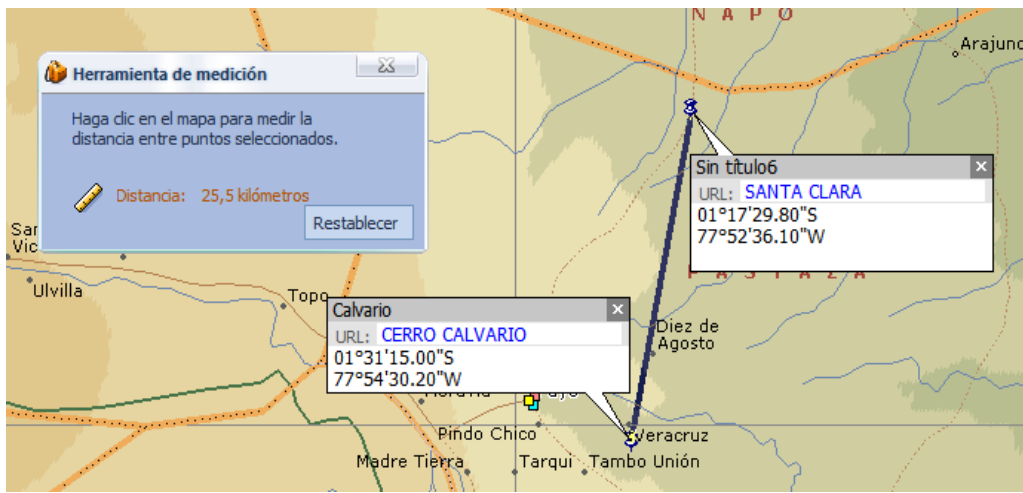 N A P O
Arajuno
Herramienta de medición
Haga clic en el mapa para medir la
distancia entre puntos seleccionados.
Distancia: 25,5 kilómetros
Restablecer
Sin título6
URL: SANTA CLARA
01°17'29.80"S
77°52'36.10"W
P A S T A Z A
Ulvilla
Topo
Calvario
URL: CERRO CALVARIO
01°31'15.00"S
77°54'30.20"W
Diez de
Agosto
Pindo Chico
Veracruz
Madre Tierra
Tarqui
Tambo Unión